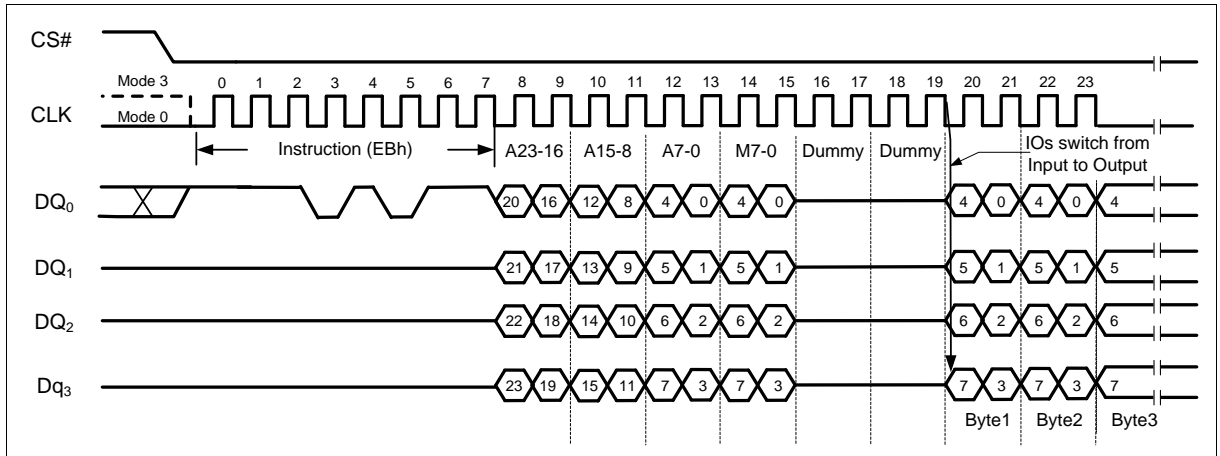 CS#
Mode 3 0 1 2 3 4 5 6 7 8 9 10 11 12 13 14 15 16 17 18 19 20 21 22 23
CLK
Mode 0
Instruction (EBh) A23-16 A15-8 A7-0 M7-0 Dummy Dummy IOs switch from
Input to Output
DQ0 20 16 12 8 4 0 4 0 4 0 4 0 4
DQ1 21 17 13 9 5 1 5 1 5 1 5 1 5
DQ2 22 18 14 10 6 2 6 2 6 2 6 2 6
Dq3 23 19 15 11 7 3 7 3 7 3 7 3 7
Byte1 Byte2 Byte3